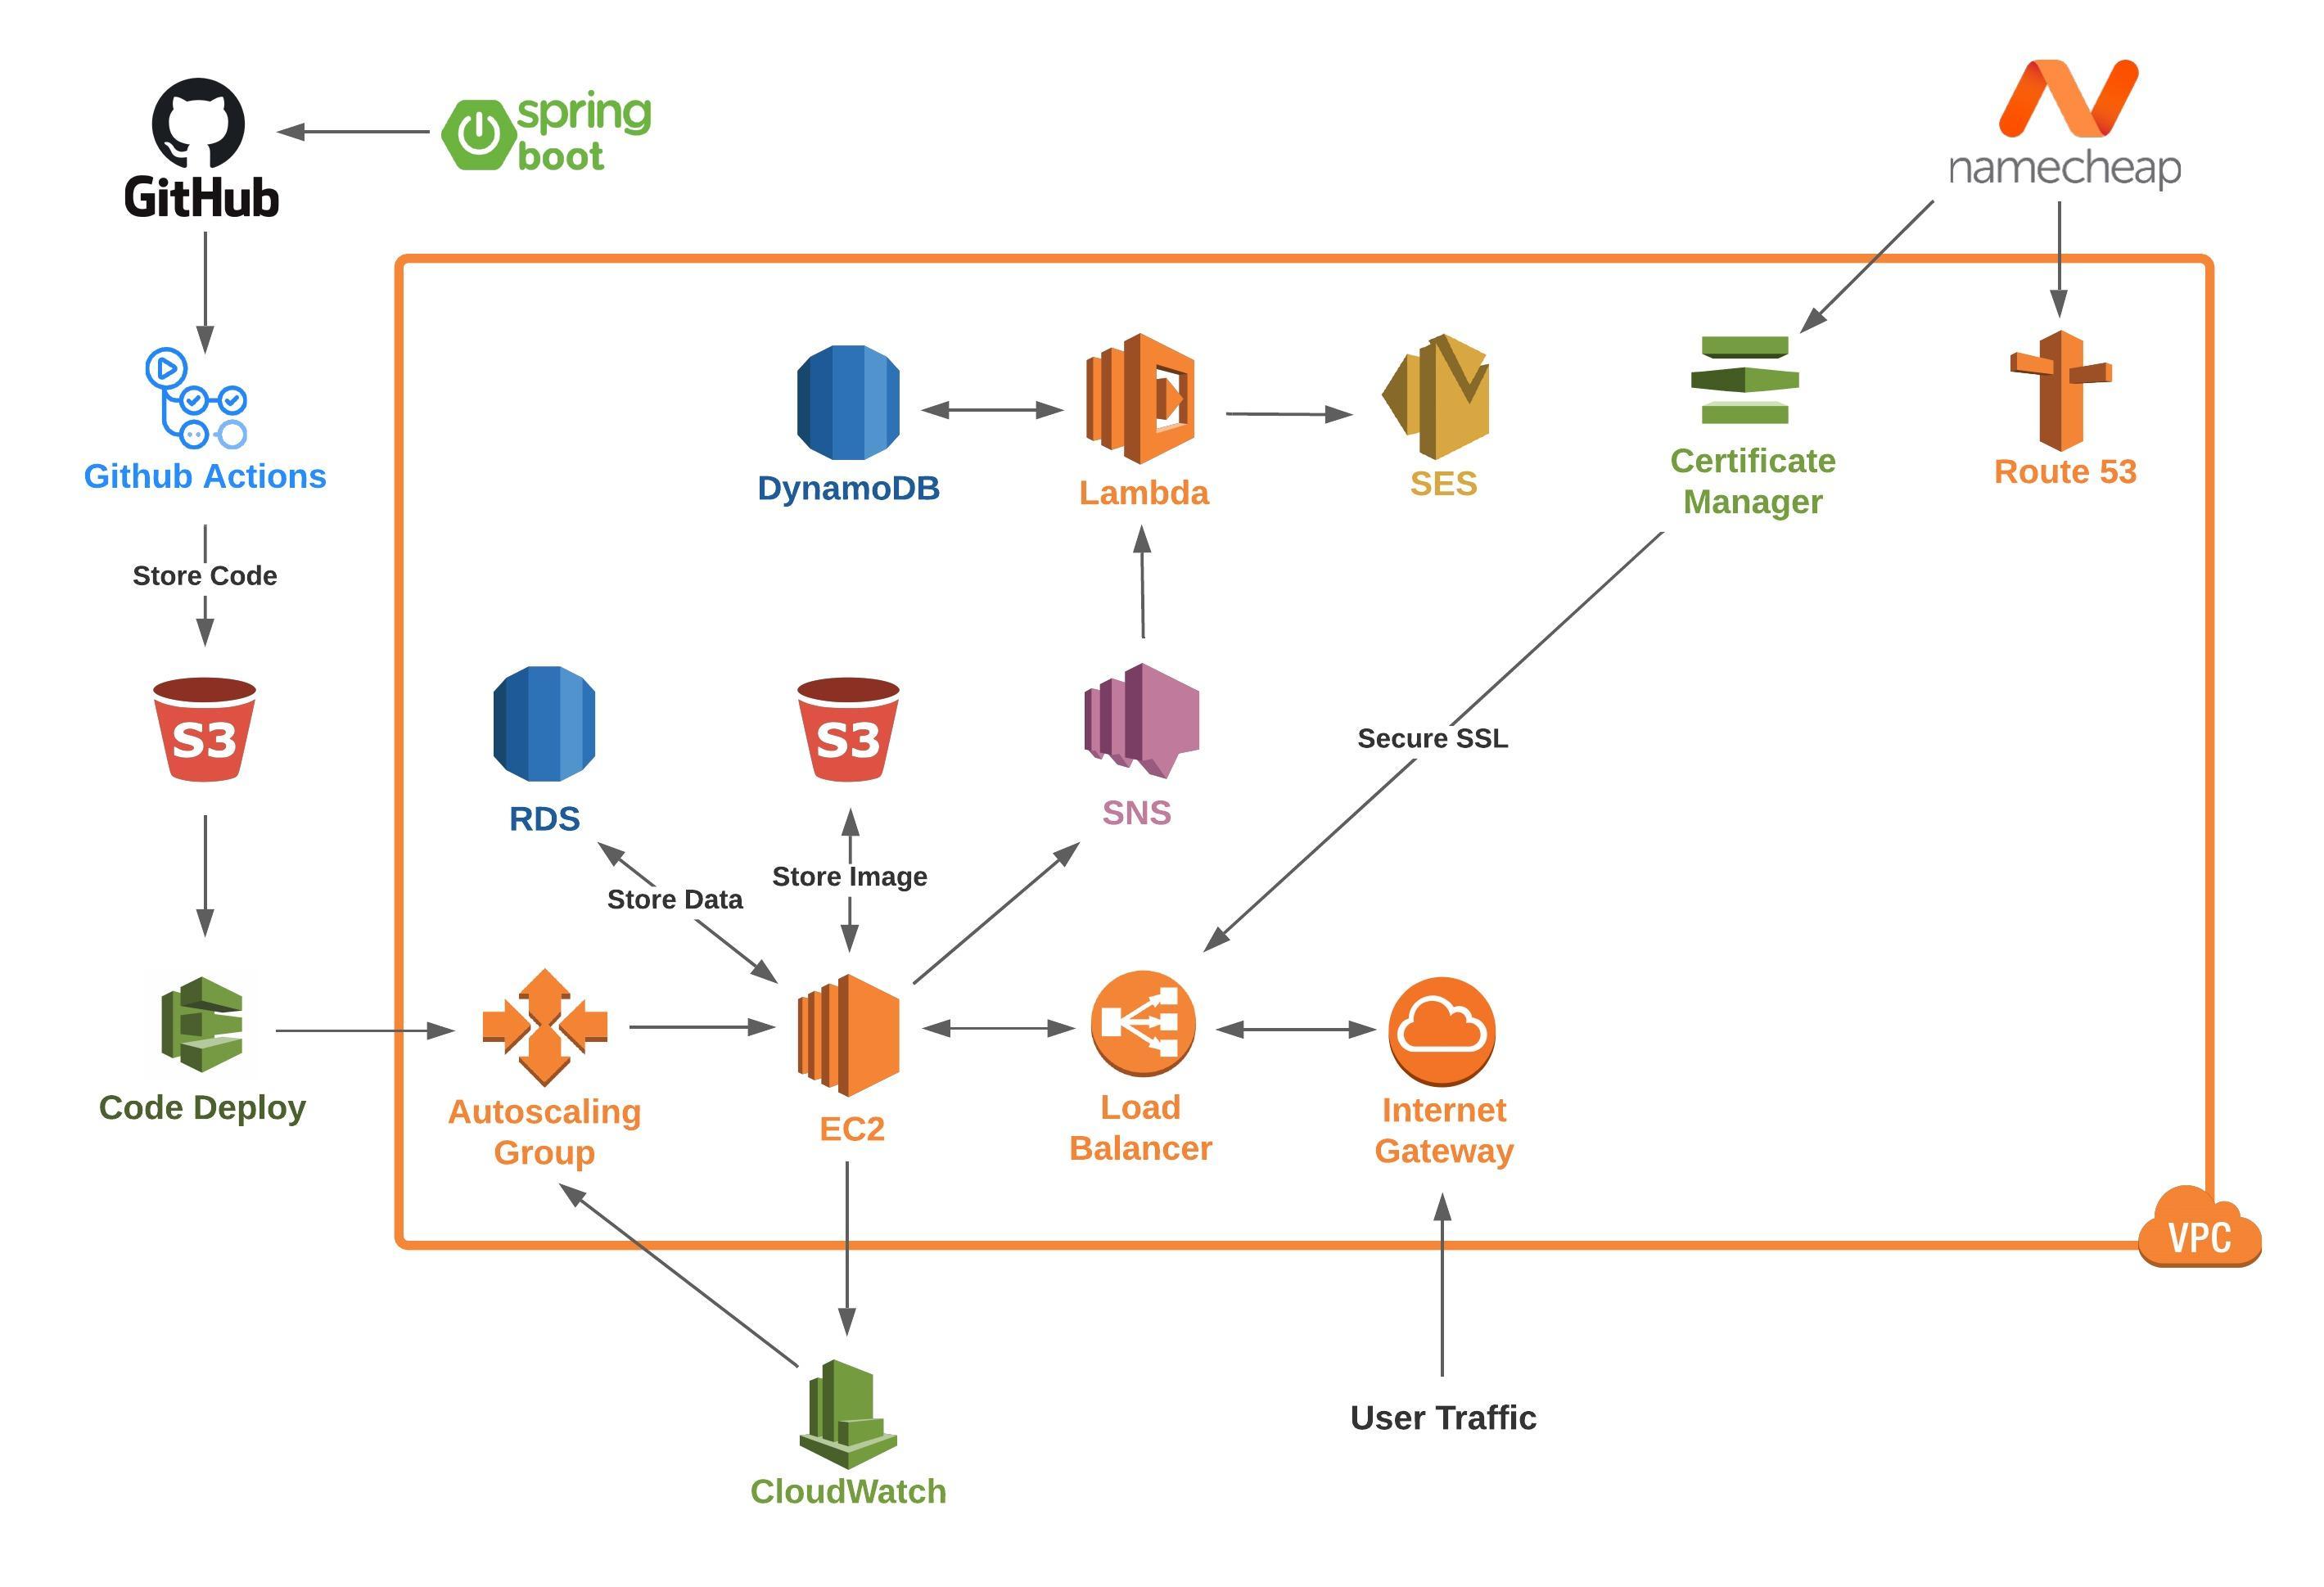 spring
boot
GitHub
namecheap
Github Actions
DynamoDB
Lambda
SES
Certificate
Manager
Route 53
Store Code
S3
RDS
S3
SNS
Secure SSL
Store Data
Store Image
Code Deploy
Autoscaling
Group
EC2
Load
Balancer
Internet
Gateway
VPC
User Traffic
CloudWatch